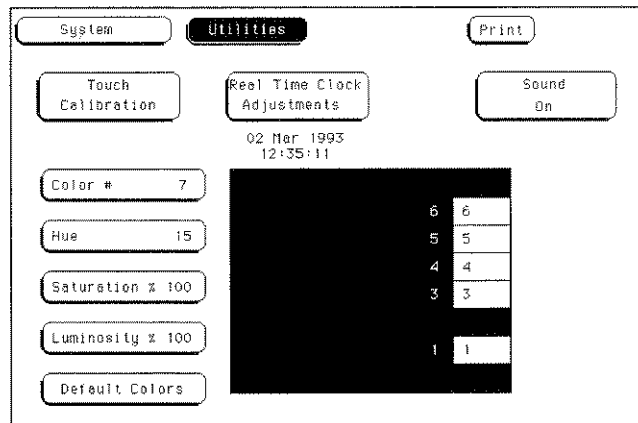 System Utilities Print
Touch Calibration
Real Time Clock Adjustments
Sound On
02 Mar 1993
12:35:11
Color # 7
Hue 15
Saturation % 100
Luminosity % 100
Default Colors
6 6
5 5
4 4
3 3
1 1